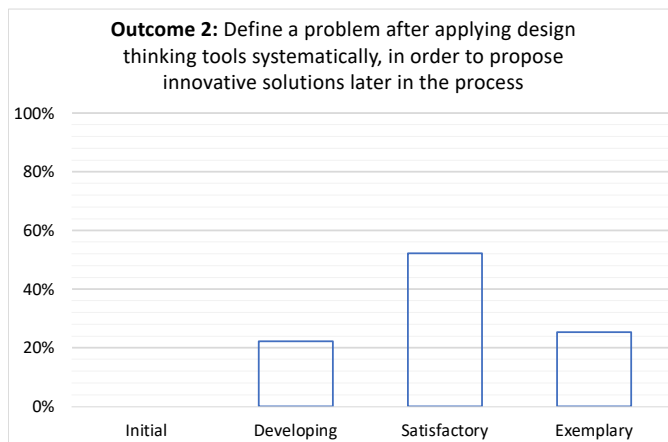 Outcome 2: Define a problem after applying design
thinking tools systematically, in order to propose
innovative solutions later in the process
100%
80%
60%
40%
20%
0%
Initial Developing Satisfactory Exemplary